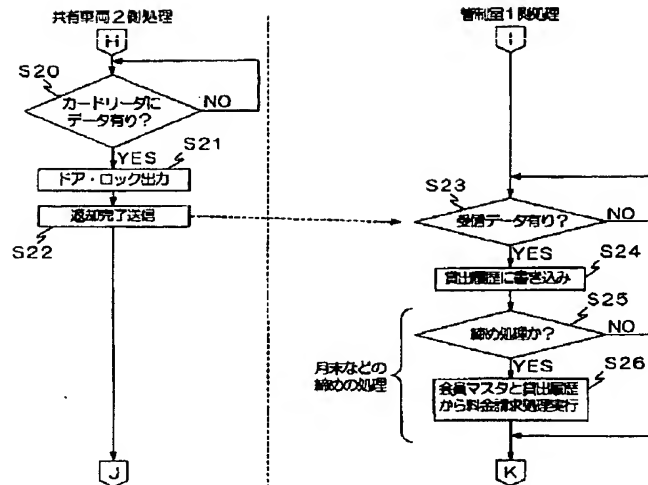 共有車両2側処理
H
S20
カードリーダに
データ有り？
NO
YES
S21
ドア・ロック出力
返却完了送信
S22
J
管制室1側処理
I
S23
受信データ有り？
NO
YES
S24
貸出履歴に書き込み
S25
締め処理か？
NO
YES
月末などの
締めの処理
S26
会員マスタと貸出履歴
から料金請求処理実行
K